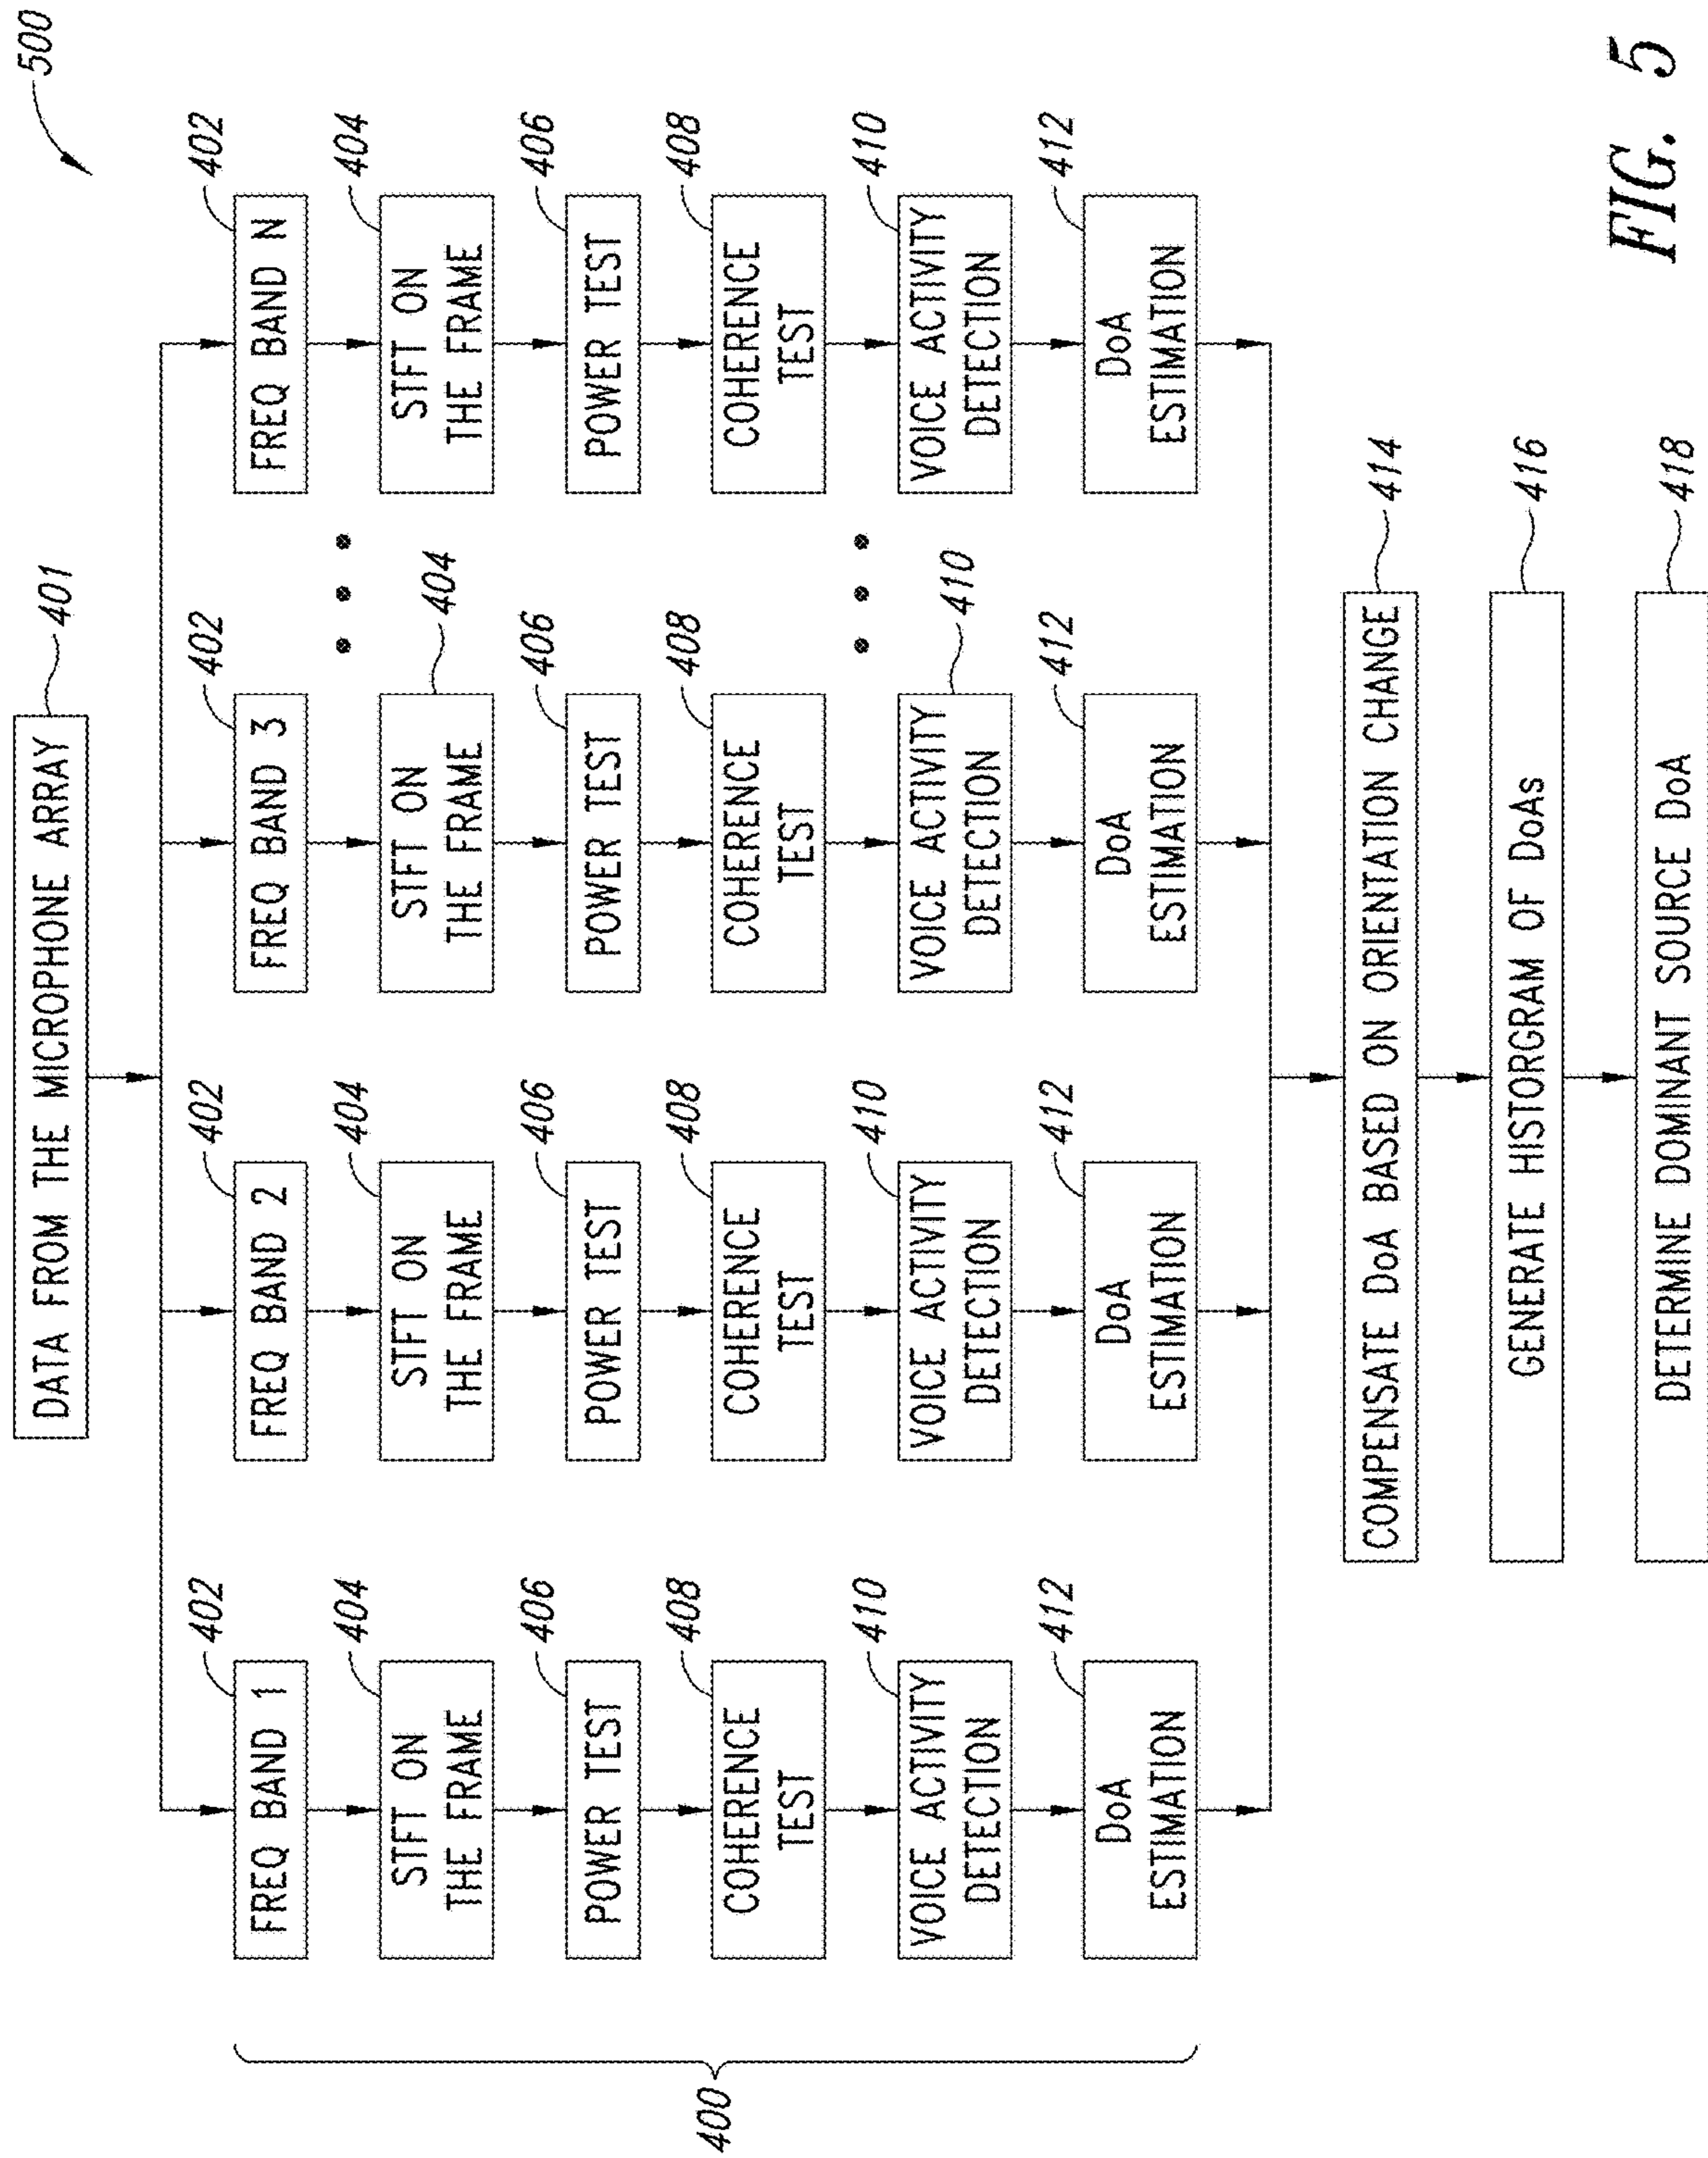 500
DATA FROM THE MICROPHONE ARRAY
401
402
402
402
402
FREQ BAND 1
FREQ BAND 2
FREQ BAND 3
FREQ BAND N
404
404
404
404
STFT ON
THE FRAME
STFT ON
THE FRAME
STFT ON
THE FRAME
STFT ON
THE FRAME
406
406
406
406
POWER TEST
POWER TEST
POWER TEST
POWER TEST
400
408
408
408
408
COHERENCE
TEST
COHERENCE
TEST
COHERENCE
TEST
COHERENCE
TEST
410
410
410
410
VOICE ACTIVITY
DETECTION
VOICE ACTIVITY
DETECTION
VOICE ACTIVITY
DETECTION
VOICE ACTIVITY
DETECTION
412
412
412
412
DoA
ESTIMATION
DoA
ESTIMATION
DoA
ESTIMATION
DoA
ESTIMATION
COMPENSATE DoA BASED ON ORIENTATION CHANGE
414
GENERATE HISTORGRAM OF DoAs
416
DETERMINE DOMINANT SOURCE DoA
418
FIG. 5